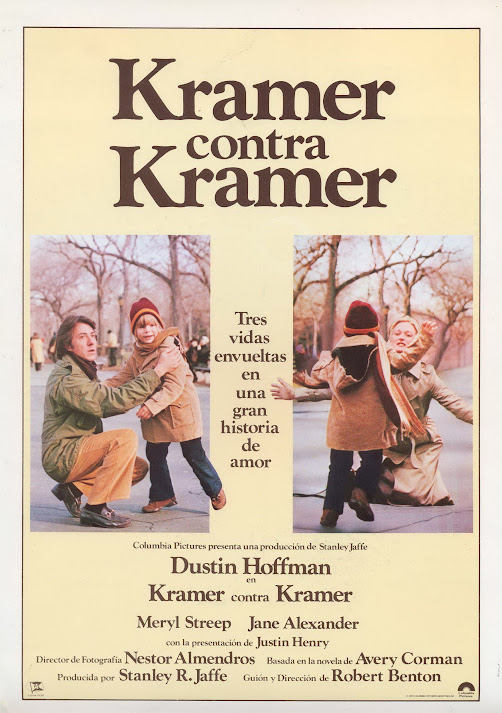 Kramer
contra
Kramer
Tres
vidas
envueltas
en
una
gran
historia
de
amor
Columbia Pictures presenta una producción de Stanley Jaffe
Dustin Hoffman
en
Kramer contra Kramer
Meryl Streep Jane Alexander
con la presentación de Justin Henry
Director de Fotografía Nestor Almendros Basada en la novela de Avery Corman
Producida por Stanley R. Jaffe Guión y Dirección de Robert Benton
Columbia
Pictures